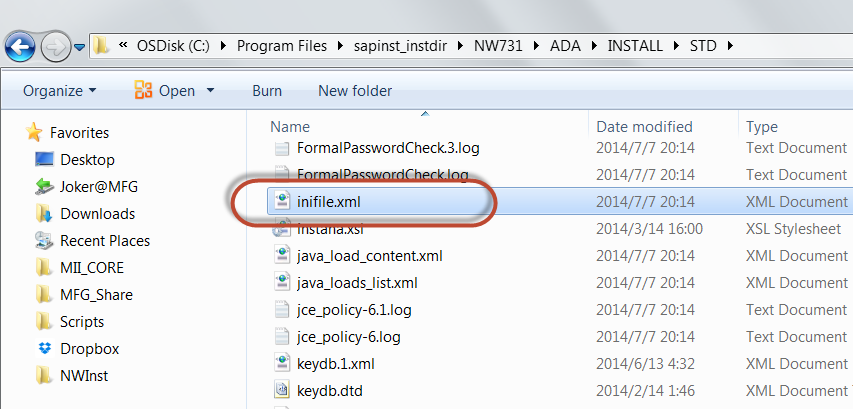 « OSDisk (C:) ▸ Program Files ▸ sapinst_instdir ▸ NW731 ▸ ADA ▸ INSTALL ▸ STD ▸
Organize Open Burn New folder
Favorites
Desktop
Joker@MFG
Downloads
Recent Places
MII_CORE
MFG_Share
Scripts
Dropbox
NWInst
Name Date modified Type
FormalPasswordCheck.3.log 2014/7/7 20:14 Text Document
FormalPasswordCheck.log 2014/7/7 20:14 Text Document
inifile.xml 2014/7/7 20:14 XML Document
instana.xsl 2014/3/14 16:00 XSL Stylesheet
java_load_content.xml 2014/7/7 20:14 XML Document
java_loads_list.xml 2014/7/7 20:14 XML Document
jce_policy-6.1.log 2014/7/7 20:14 Text Document
jce_policy-6.log 2014/7/7 20:14 Text Document
keydb.1.xml 2014/6/13 4:32 XML Document
keydb.dtd 2014/2/14 1:46 XML Document